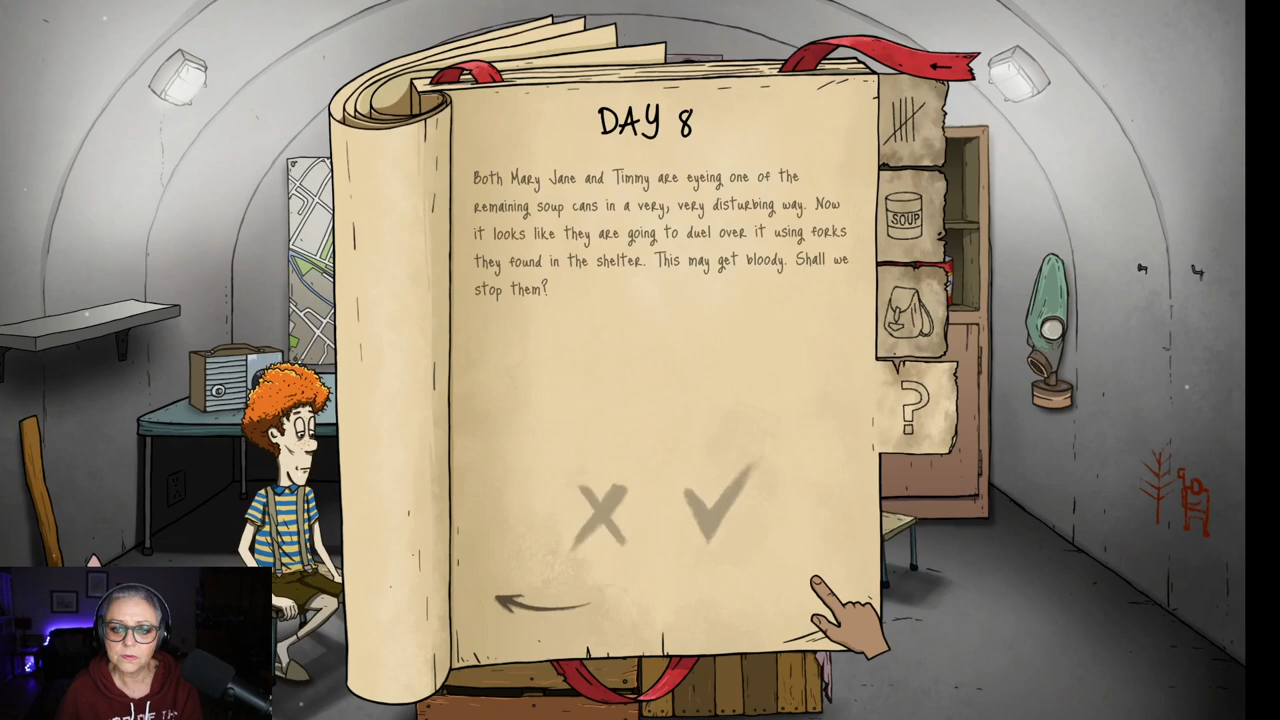 DAY 8
Both Mary Jane and Timmy are eyeing one of the
remaining soup cans in a very, very disturbing way. Now
it looks like they are going to duel over it using forks
they found in the shelter. This may get bloody. Shall we
stop them?
SOUP